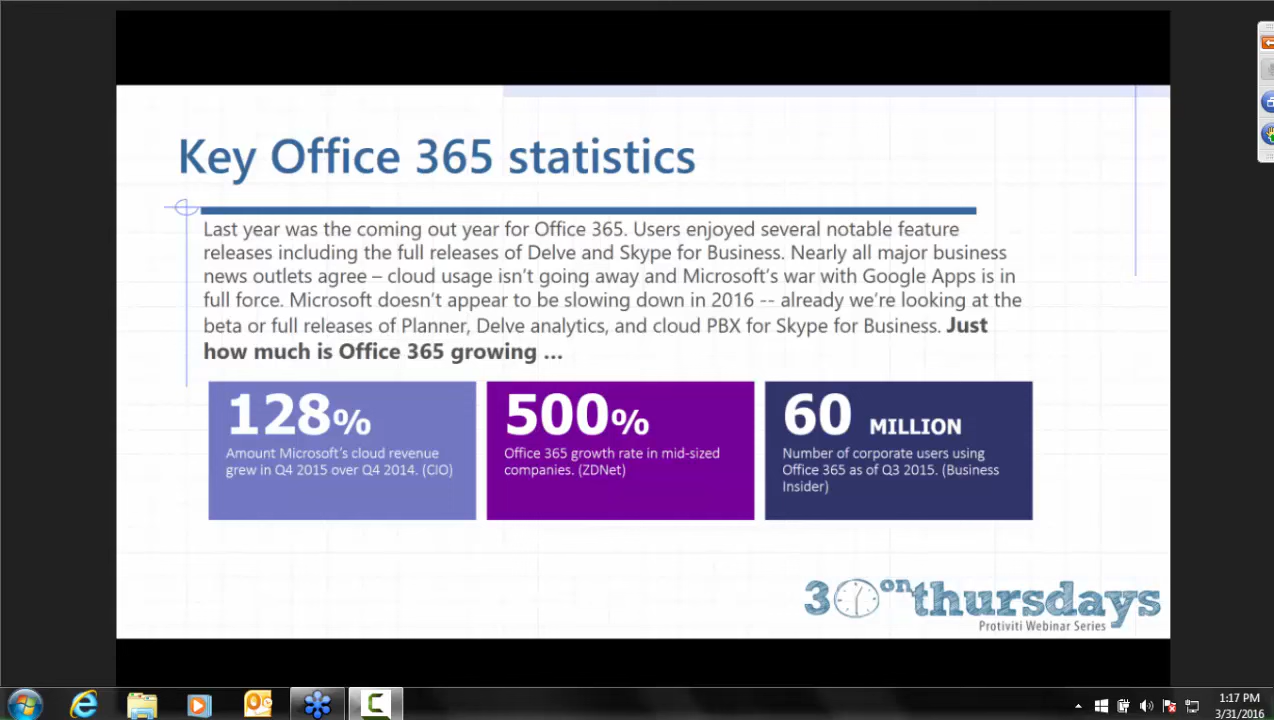 Key Office 365 statistics
Last year was the coming out year for Office 365. Users enjoyed several notable feature
releases including the full releases of Delve and Skype for Business. Nearly all major business
news outlets agree – cloud usage isn't going away and Microsoft's war with Google Apps is in
full force. Microsoft doesn't appear to be slowing down in 2016 -- already we're looking at the
beta or full releases of Planner, Delve analytics, and cloud PBX for Skype for Business. Just
how much is Office 365 growing ...
128%
Amount Microsoft's cloud revenue
grew in Q4 2015 over Q4 2014. (CIO)
500%
Office 365 growth rate in mid-sized
companies. (ZDNet)
60 MILLION
Number of corporate users using
Office 365 as of Q3 2015. (Business
Insider)
30 on thursdays
Protiviti Webinar Series
1:17 PM
3/31/2016